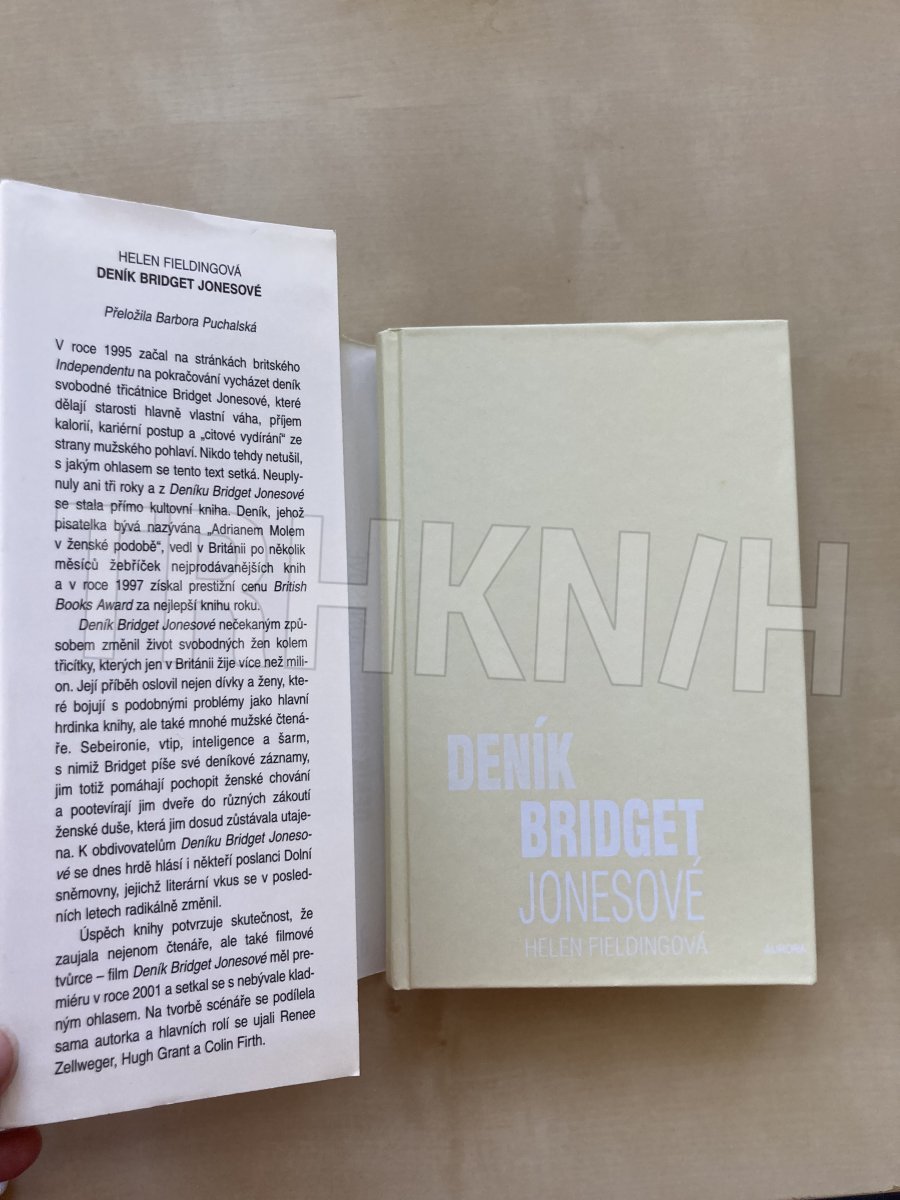 HELEN FIELDINGOVÁ
DENÍK BRIDGET JONESOVÉ
Přeložila Barbora Puchalská
V roce 1995 začal na stránkách britského
Independentu na pokračování vycházet deník
svobodné třicátnice Bridget Jonesové, které
dělají starosti hlavně vlastní váha, příjem
kalorií, kariérní postup a „citové vydírání“ ze
strany mužského pohlaví. Nikdo tehdy netušil,
s jakým ohlasem se tento text setká. Neuply-
nuly ani tři roky a z Deníku Bridget Jonesové
se stala přímo kultovní kniha. Deník, jehož
pisatelka bývá nazývána „Adrianem Molem
v ženské podobě“, vedl v Británii po několik
měsíců žebříček nejprodávanějších knih
a v roce 1997 získal prestižní cenu British
Books Award za nejlepší knihu roku.
Deník Bridget Jonesové nečekaným způ-
sobem změnil život svobodných žen kolem
třicítky, kterých jen v Británii žije více než mili-
on. Její příběh oslovil nejen dívky a ženy, kte-
ré bojují s podobnými problémy jako hlavní
hrdinka knihy, ale také mnohé mužské čtená-
ře. Sebeironie, vtip, inteligence a šarm,
s nimiž Bridget píše své deníkové záznamy,
jim totiž pomáhají pochopit ženské chování
a pootevírají jim dveře do různých zákoutí
ženské duše, která jim dosud zůstávala utaje-
na. K obdivovatelům Deníku Bridget Joneso-
vé se dnes hrdě hlásí i někteří poslanci Dolní
sněmovny, jejichž literární vkus se v posled-
ních letech radikálně změnil.
Úspěch knihy potvrzuje skutečnost, že
zaujala nejenom čtenáře, ale také filmové
tvůrce – film Deník Bridget Jonesové měl pre-
miéru v roce 2001 a setkal se s nebývale klad-
ným ohlasem. Na tvorbě scénáře se podílela
sama autorka a hlavních rolí se ujali Renee
Zellweger, Hugh Grant a Colin Firth.
DENÍK
BRIDGET
JONESOVÉ
HELEN FIELDINGOVÁ
AURORA
TRHKN/H